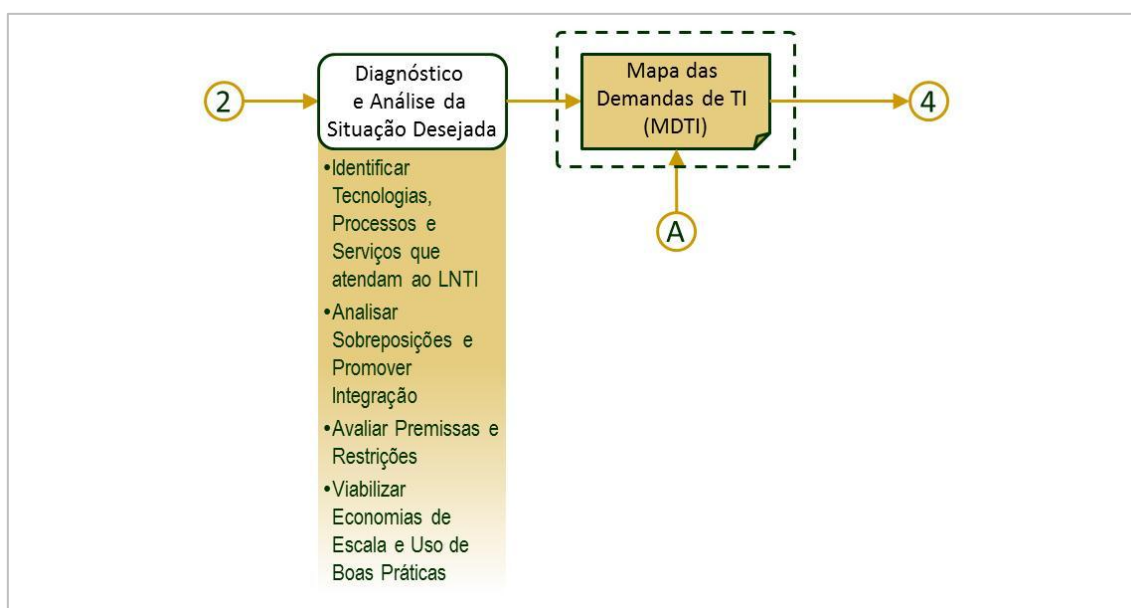 2
Diagnóstico
e Análise da
Situação Desejada
Mapa das
Demandas de TI
(MDTI)
4
A
•Identificar
Tecnologias,
Processos e
Serviços que
atendam ao LNTI
•Analisar
Sobreposições e
Promover
Integração
•Avaliar Premissas e
Restrições
•Viabilizar
Economias de
Escala e Uso de
Boas Práticas